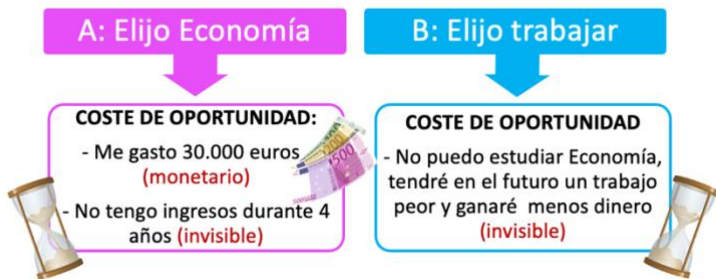 A: Elijo Economía
COSTE DE OPORTUNIDAD:
- Me gasto 30.000 euros
(monetario)
- No tengo ingresos durante 4
años (invisible)
B: Elijo trabajar
COSTE DE OPORTUNIDAD
- No puedo estudiar Economía,
tendré en el futuro un trabajo
peor y ganaré menos dinero
(invisible)
200
500